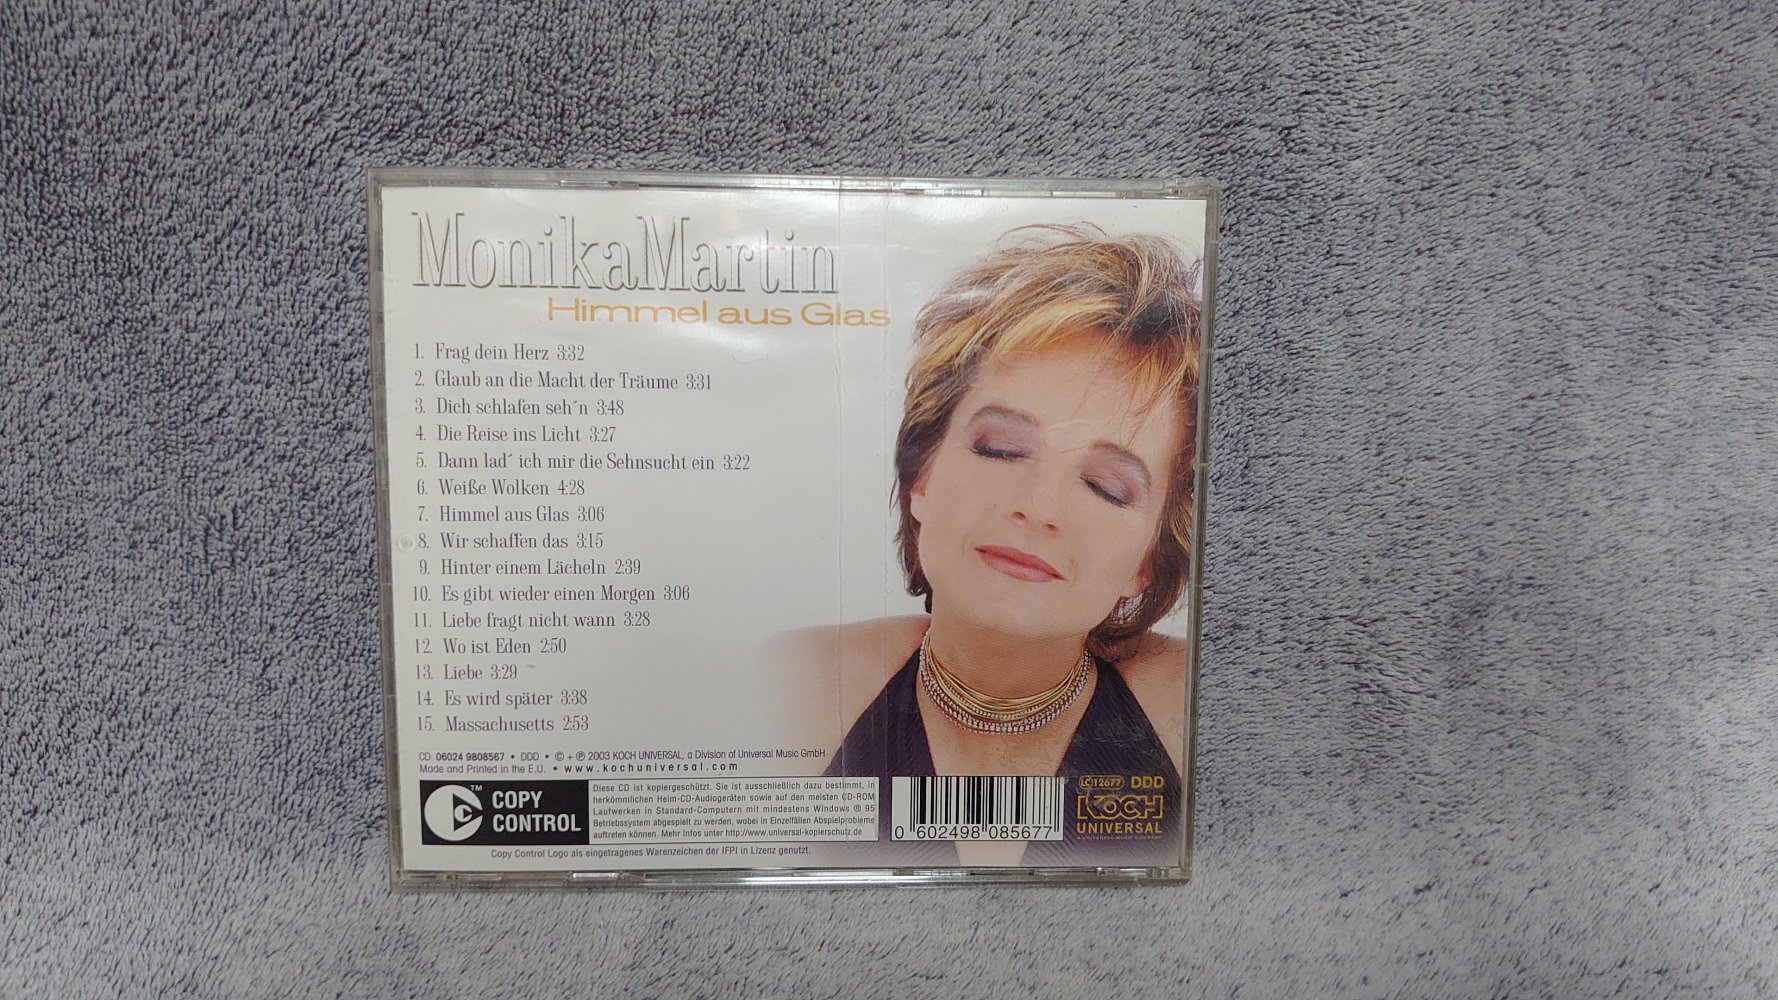 MonikaMartin
Himmel aus Glas
1. Frag dein Herz 3:32
2. Glaub an die Macht der Träume 3:31
3. Dich schlafen seh´n 3:48
4. Die Reise ins Licht 3:27
5. Dann lad´ ich mir die Sehnsucht ein 3:22
6. Weiße Wolken 4:28
7. Himmel aus Glas 3:06
8. Wir schaffen das 3:15
9. Hinter einem Lächeln 2:39
10. Es gibt wieder einen Morgen 3:06
11. Liebe fragt nicht wann 3:28
12. Wo ist Eden 2:50
13. Liebe 3:29
14. Es wird später 3:38
15. Massachusetts 2:53
CD: 06024 9808567 • DDD • © + ℗ 2003 KOCH UNIVERSAL, a Division of Universal Music GmbH
Made and Printed in the E.U. • www.kochuniversal.com
TM
COPY
CONTROL
Diese CD ist kopiergeschützt. Sie ist ausschließlich dazu bestimmt, in
herkömmlichen Heim-CD-Audiogeräten sowie auf den meisten CD-ROM
Laufwerken in Standard-Computern mit mindestens Windows ® 95
Betriebssystem abgespielt zu werden, wobei in Einzelfällen Abspielprobleme
auftreten können. Mehr Infos unter http://www.universal-kopierschutz.de
Copy Control Logo als eingetragenes Warenzeichen der IFPI in Lizenz genutzt.
0 602498 085677
LC 12677 DDD
KOCH
UNIVERSAL